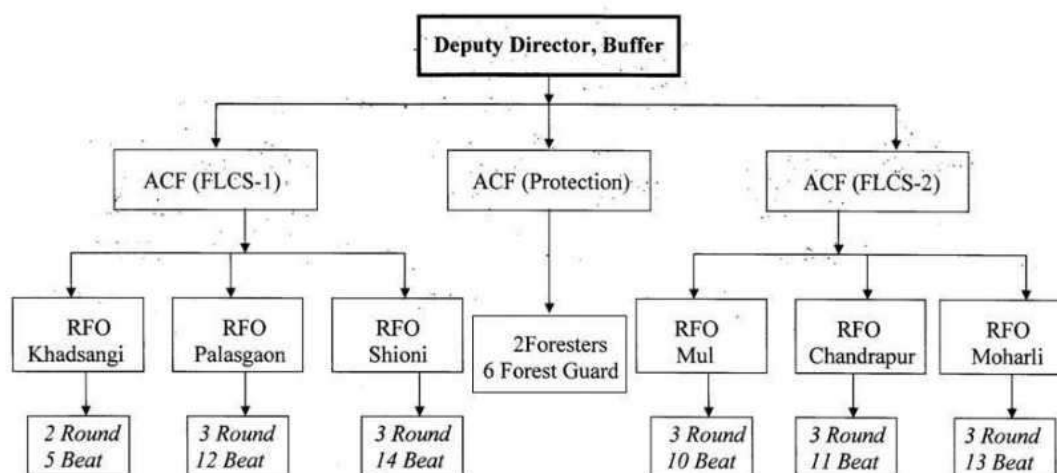 Deputy Director, Buffer
ACF (FLCS-1)
ACF (Protection)
ACF (FLCS-2)
RFO
Khadsangi
RFO
Palasgaon
RFO
Shioni
2Foresters
6 Forest Guard
RFO
Mul
RFO
Chandrapur
RFO
Moharli
2 Round
5 Beat
3 Round
12 Beat
3 Round
14 Beat
3 Round
10 Beat
3 Round
11 Beat
3 Round
13 Beat